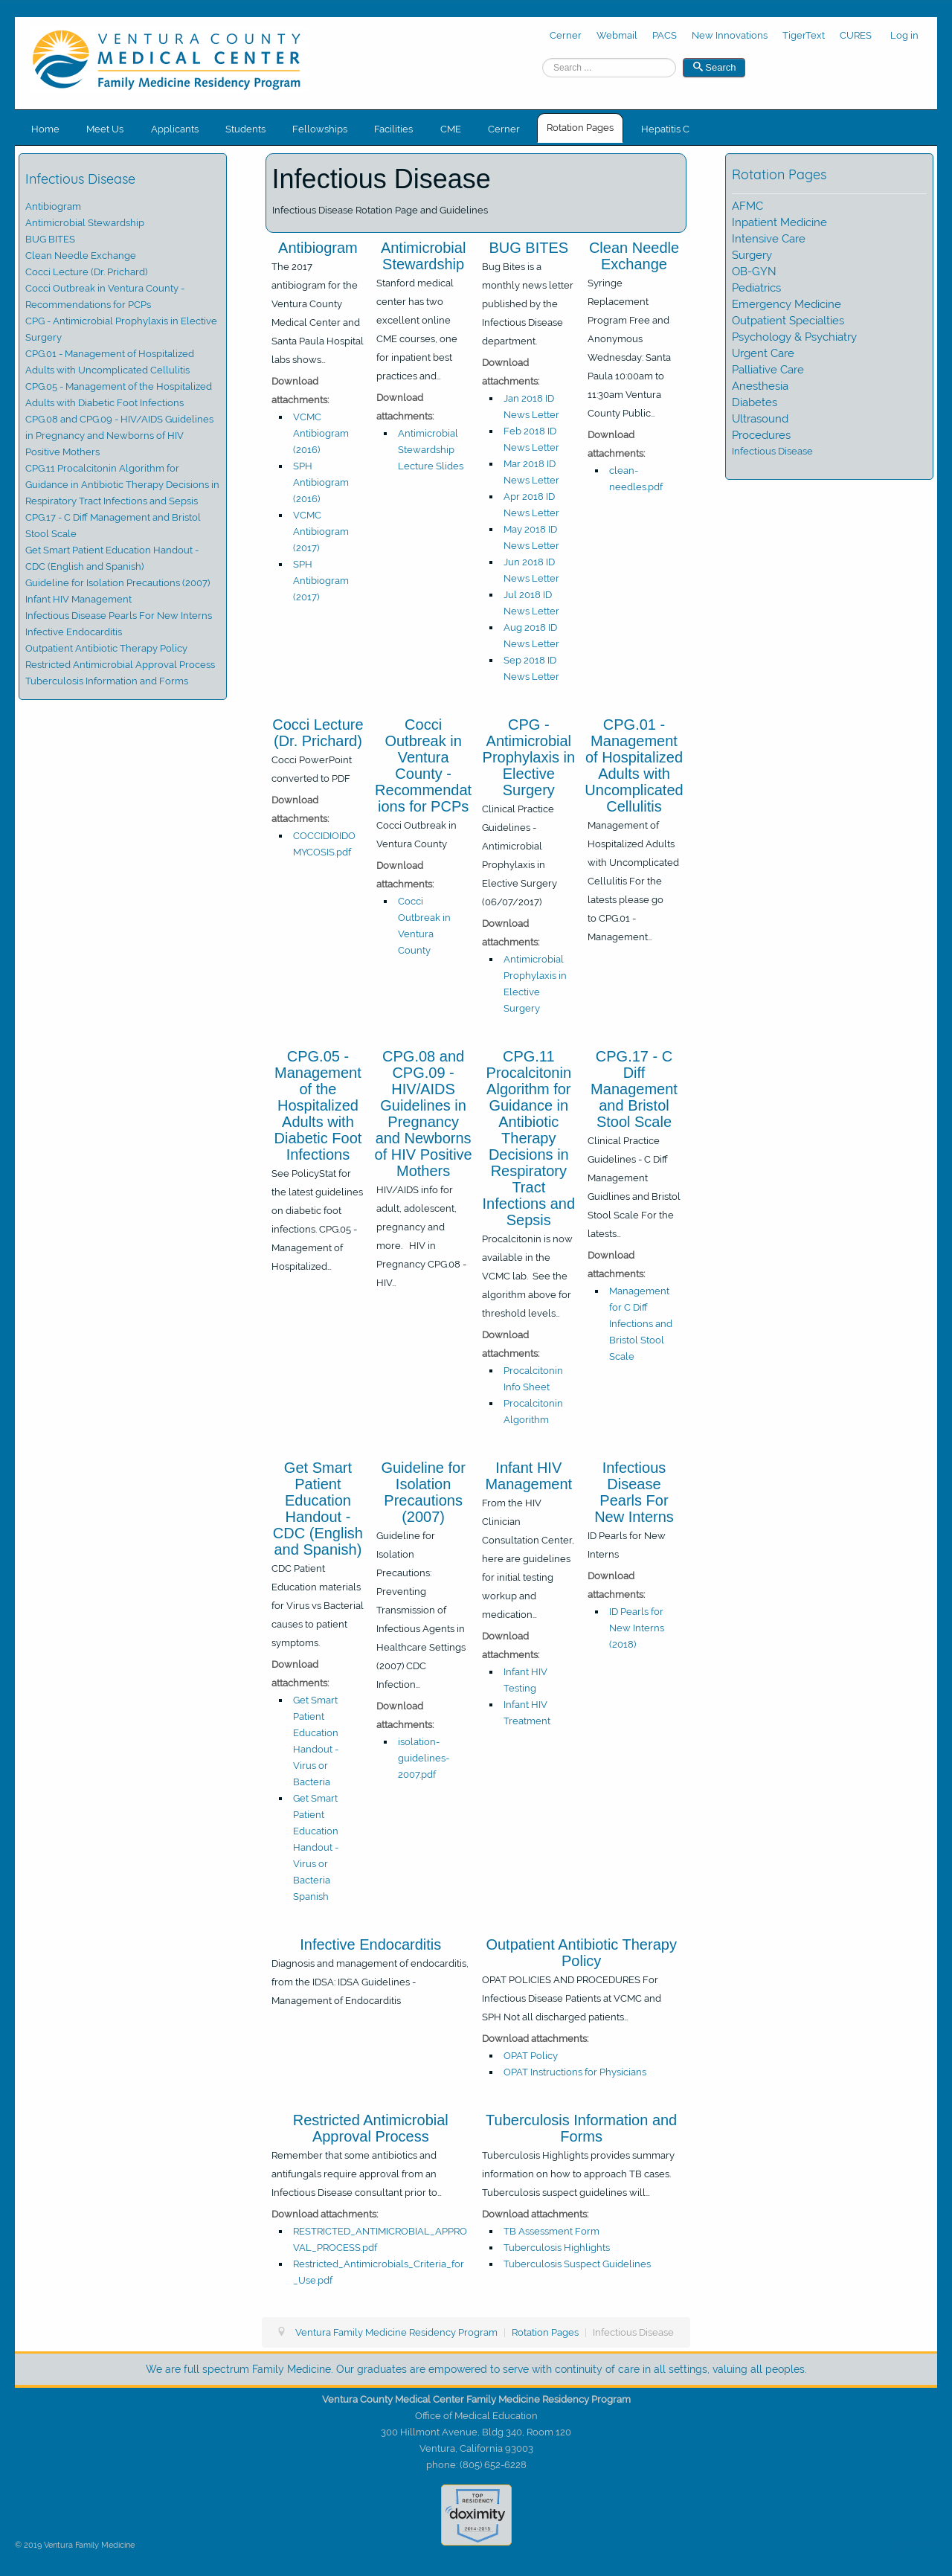 VENTURA COUNTY
MEDICAL CENTER
Family Medicine Residency Program
Cerner Webmail PACS New Innovations TigerText CURES Log in
Search ... Search
Home Meet Us Applicants Students Fellowships Facilities CME Cerner Rotation Pages Hepatitis C
Infectious Disease
Antibiogram
Antimicrobial Stewardship
BUG BITES
Clean Needle Exchange
Cocci Lecture (Dr. Prichard)
Cocci Outbreak in Ventura County -
Recommendations for PCPs
CPG - Antimicrobial Prophylaxis in Elective
Surgery
CPG.01 - Management of Hospitalized
Adults with Uncomplicated Cellulitis
CPG.05 - Management of the Hospitalized
Adults with Diabetic Foot Infections
CPG.08 and CPG.09 - HIV/AIDS Guidelines
in Pregnancy and Newborns of HIV
Positive Mothers
CPG.11 Procalcitonin Algorithm for
Guidance in Antibiotic Therapy Decisions in
Respiratory Tract Infections and Sepsis
CPG.17 - C Diff Management and Bristol
Stool Scale
Get Smart Patient Education Handout -
CDC (English and Spanish)
Guideline for Isolation Precautions (2007)
Infant HIV Management
Infectious Disease Pearls For New Interns
Infective Endocarditis
Outpatient Antibiotic Therapy Policy
Restricted Antimicrobial Approval Process
Tuberculosis Information and Forms
Infectious Disease
Infectious Disease Rotation Page and Guidelines
Antibiogram
The 2017
antibiogram for the
Ventura County
Medical Center and
Santa Paula Hospital
labs shows...
Download
attachments:
VCMC
Antibiogram
(2016)
SPH
Antibiogram
(2016)
VCMC
Antibiogram
(2017)
SPH
Antibiogram
(2017)
Antimicrobial
Stewardship
Stanford medical
center has two
excellent online
CME courses, one
for inpatient best
practices and...
Download
attachments:
Antimicrobial
Stewardship
Lecture Slides
BUG BITES
Bug Bites is a
monthly news letter
published by the
Infectious Disease
department.
Download
attachments:
Jan 2018 ID
News Letter
Feb 2018 ID
News Letter
Mar 2018 ID
News Letter
Apr 2018 ID
News Letter
May 2018 ID
News Letter
Jun 2018 ID
News Letter
Jul 2018 ID
News Letter
Aug 2018 ID
News Letter
Sep 2018 ID
News Letter
Clean Needle
Exchange
Syringe
Replacement
Program Free and
Anonymous
Wednesday: Santa
Paula 10:00am to
11:30am Ventura
County Public...
Download
attachments:
clean-
needles.pdf
Cocci Lecture
(Dr. Prichard)
Cocci PowerPoint
converted to PDF
Download
attachments:
COCCIDIOIDO
MYCOSIS.pdf
Cocci
Outbreak in
Ventura
County -
Recommendat
ions for PCPs
Cocci Outbreak in
Ventura County
Download
attachments:
Cocci
Outbreak in
Ventura
County
CPG -
Antimicrobial
Prophylaxis in
Elective
Surgery
Clinical Practice
Guidelines -
Antimicrobial
Prophylaxis in
Elective Surgery
(06/07/2017)
Download
attachments:
Antimicrobial
Prophylaxis in
Elective
Surgery
CPG.01 -
Management
of Hospitalized
Adults with
Uncomplicated
Cellulitis
Management of
Hospitalized Adults
with Uncomplicated
Cellulitis For the
latests please go
to CPG.01 -
Management...
CPG.05 -
Management
of the
Hospitalized
Adults with
Diabetic Foot
Infections
See PolicyStat for
the latest guidelines
on diabetic foot
infections. CPG.05 -
Management of
Hospitalized...
CPG.08 and
CPG.09 -
HIV/AIDS
Guidelines in
Pregnancy
and Newborns
of HIV Positive
Mothers
HIV/AIDS info for
adult, adolescent,
pregnancy and
more. HIV in
Pregnancy CPG.08 -
HIV...
CPG.11
Procalcitonin
Algorithm for
Guidance in
Antibiotic
Therapy
Decisions in
Respiratory
Tract
Infections and
Sepsis
Procalcitonin is now
available in the
VCMC lab. See the
algorithm above for
threshold levels...
Download
attachments:
Procalcitonin
Info Sheet
Procalcitonin
Algorithm
CPG.17 - C
Diff
Management
and Bristol
Stool Scale
Clinical Practice
Guidelines - C Diff
Management
Guidlines and Bristol
Stool Scale For the
latests...
Download
attachments:
Management
for C Diff
Infections and
Bristol Stool
Scale
Get Smart
Patient
Education
Handout -
CDC (English
and Spanish)
CDC Patient
Education materials
for Virus vs Bacterial
causes to patient
symptoms.
Download
attachments:
Get Smart
Patient
Education
Handout -
Virus or
Bacteria
Get Smart
Patient
Education
Handout -
Virus or
Bacteria
Spanish
Guideline for
Isolation
Precautions
(2007)
Guideline for
Isolation
Precautions:
Preventing
Transmission of
Infectious Agents in
Healthcare Settings
(2007) CDC
Infection...
Download
attachments:
isolation-
guidelines-
2007.pdf
Infant HIV
Management
From the HIV
Clinician
Consultation Center,
here are guidelines
for initial testing
workup and
medication...
Download
attachments:
Infant HIV
Testing
Infant HIV
Treatment
Infectious
Disease
Pearls For
New Interns
ID Pearls for New
Interns
Download
attachments:
ID Pearls for
New Interns
(2018)
Infective Endocarditis
Diagnosis and management of endocarditis,
from the IDSA: IDSA Guidelines -
Management of Endocarditis
Outpatient Antibiotic Therapy
Policy
OPAT POLICIES AND PROCEDURES For
Infectious Disease Patients at VCMC and
SPH Not all discharged patients...
Download attachments:
OPAT Policy
OPAT Instructions for Physicians
Restricted Antimicrobial
Approval Process
Remember that some antibiotics and
antifungals require approval from an
Infectious Disease consultant prior to...
Download attachments:
RESTRICTED_ANTIMICROBIAL_APPRO
VAL_PROCESS.pdf
Restricted_Antimicrobials_Criteria_for
_Use.pdf
Tuberculosis Information and
Forms
Tuberculosis Highlights provides summary
information on how to approach TB cases.
Tuberculosis suspect guidelines will...
Download attachments:
TB Assessment Form
Tuberculosis Highlights
Tuberculosis Suspect Guidelines
Rotation Pages
AFMC
Inpatient Medicine
Intensive Care
Surgery
OB-GYN
Pediatrics
Emergency Medicine
Outpatient Specialties
Psychology & Psychiatry
Urgent Care
Palliative Care
Anesthesia
Diabetes
Ultrasound
Procedures
Infectious Disease
Ventura Family Medicine Residency Program | Rotation Pages | Infectious Disease
We are full spectrum Family Medicine. Our graduates are empowered to serve with continuity of care in all settings, valuing all peoples.
Ventura County Medical Center Family Medicine Residency Program
Office of Medical Education
300 Hillmont Avenue, Bldg 340, Room 120
Ventura, California 93003
phone: (805) 652-6228
TOP
RESIDENCY
doximity
2014-2015
© 2019 Ventura Family Medicine